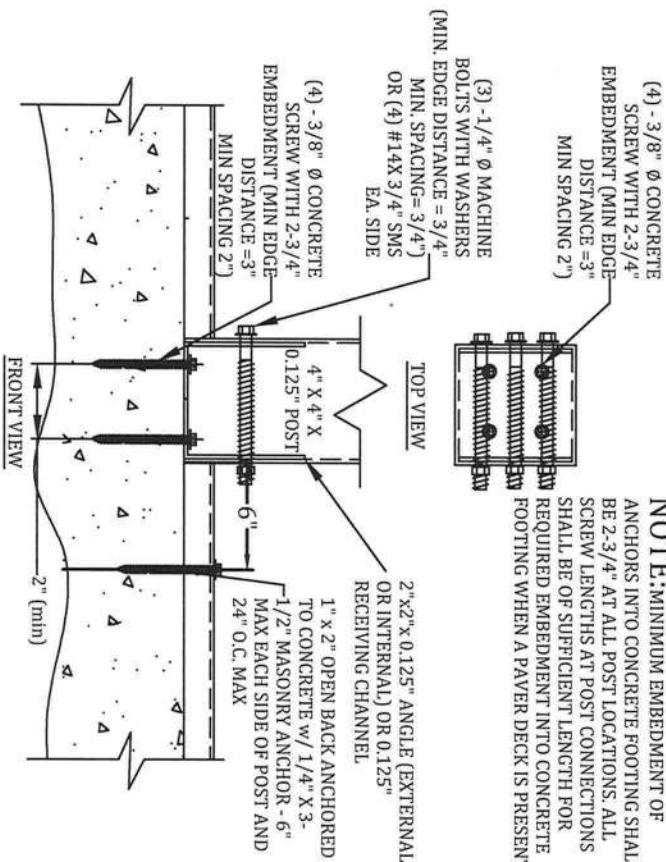 NOTE:MINIMUM EMBEDMENT OF
ANCHORS INTO CONCRETE FOOTING SHAL
BE 2-3/4" AT ALL POST LOCATIONS. ALL
SCREW LENGTHS AT POST CONNECTIONS
SHALL BE OF SUFFICIENT LENGTH FOR
REQUIRED EMBEDMENT INTO CONCRETE
FOOTING WHEN A PAVER DECK IS PRESENT
(4) - 3/8" Ø CONCRETE
SCREW WITH 2-3/4"
EMBEDMENT (MIN EDGE
DISTANCE =3"
MIN SPACING 2")
TOP VIEW
(3) -1/4" Ø MACHINE
BOLTS WITH WASHERS
(MIN. EDGE DISTANCE = 3/4"
MIN. SPACING= 3/4")
OR (4) #14X 3/4" SMS
EA. SIDE
4" X 4" X
0.125" POST
2"x2"x 0.125" ANGLE (EXTERNAL
OR INTERNAL) OR 0.125"
RECEIVING CHANNEL
6"
(4) - 3/8" Ø CONCRETE
SCREW WITH 2-3/4"
EMBEDMENT (MIN EDGE
DISTANCE =3"
MIN SPACING 2")
1" x 2" OPEN BACK ANCHORED
TO CONCRETE w/ 1/4" X 3-
1/2" MASONRY ANCHOR - 6"
MAX EACH SIDE OF POST AND
24" O.C. MAX
2" (min)
FRONT VIEW